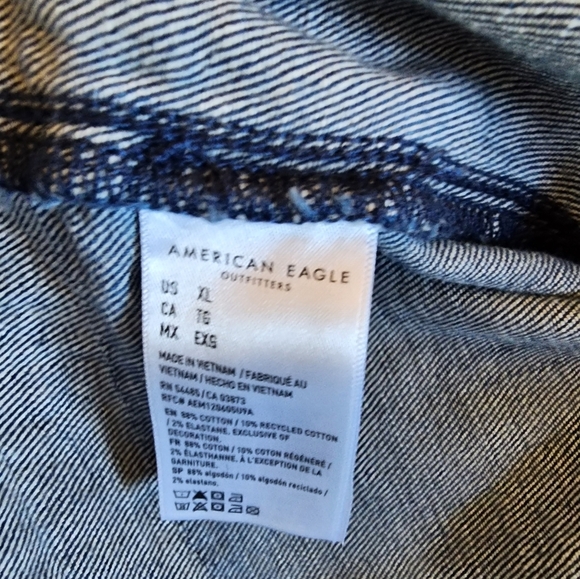 AMERICAN EAGLE
OUTFITTERS
US XL
CA TG
MX EXG
MADE IN VIETNAM / FABRIQUÉ AU
VIETNAM / HECHO EN VIETNAM
RN 54485 / CA 03873
RFC# AEM120605U9A
EN 88% COTTON / 10% RECYCLED COTTON
/ 2% ELASTANE. EXCLUSIVE OF
DECORATION.
FR 88% COTON / 10% COTON RÉGÉNÉRÉ /
2% ÉLASTHANNE. À L'EXCEPTION DE LA
GARNITURE.
SP 88% algodón / 10% algodón reciclado /
2% elastano.